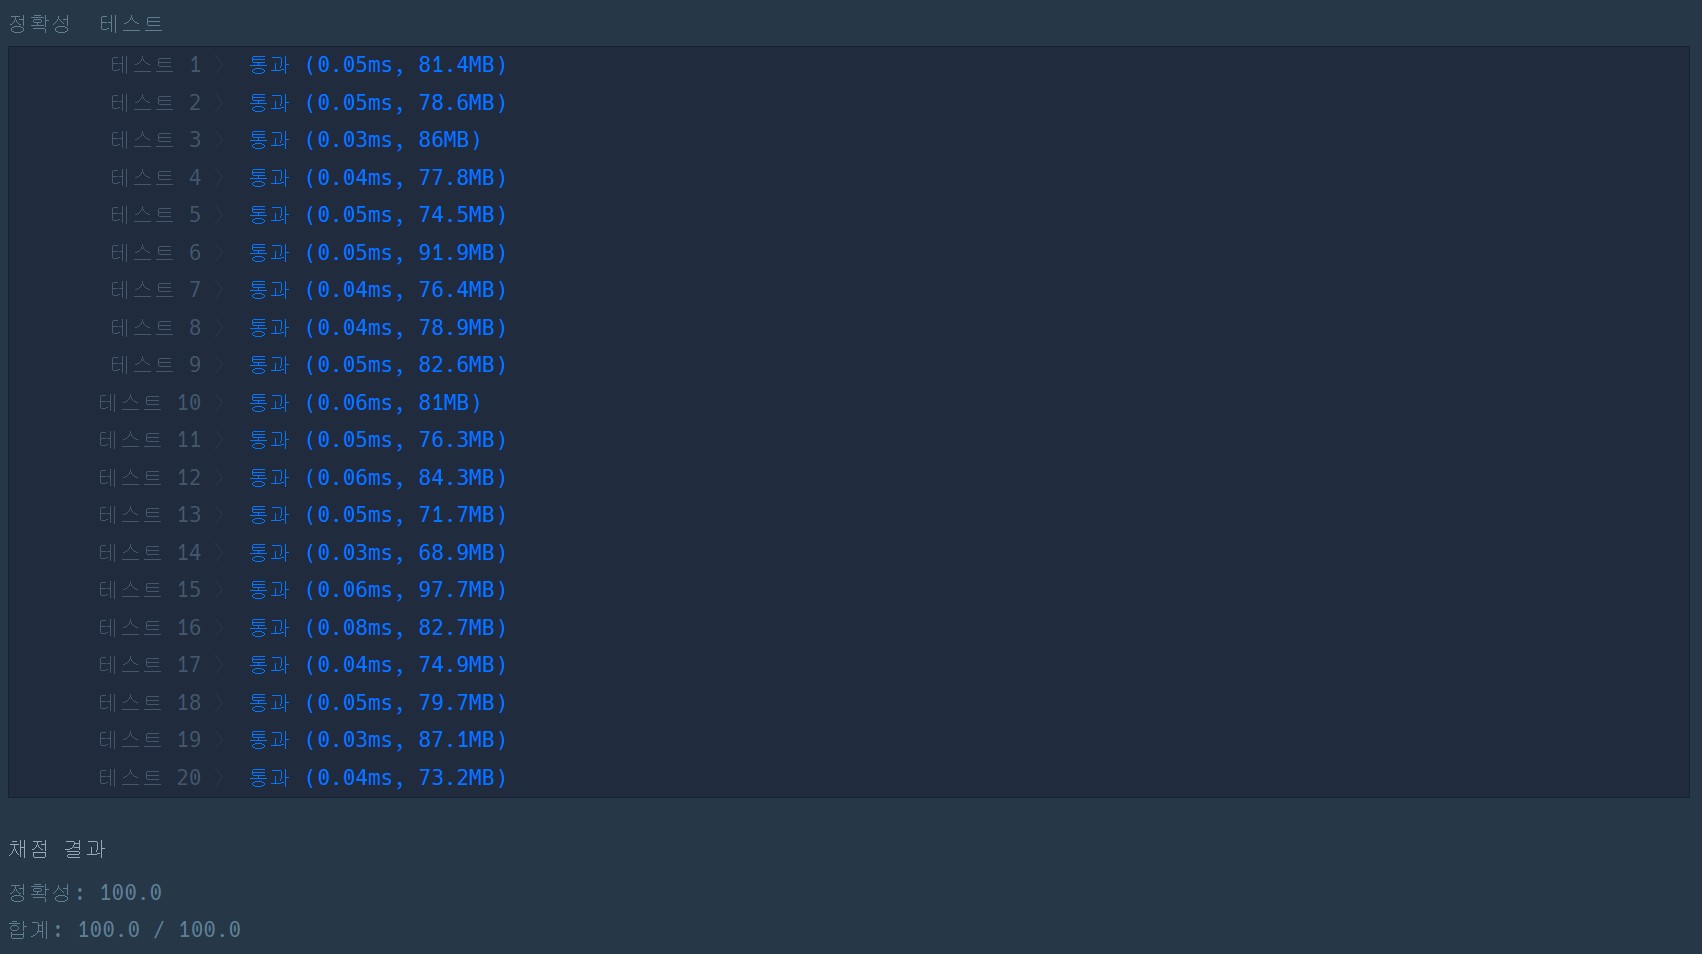 정확성  테스트
테스트 1 〉 통과 (0.05ms, 81.4MB)
테스트 2 〉 통과 (0.05ms, 78.6MB)
테스트 3 〉 통과 (0.03ms, 86MB)
테스트 4 〉 통과 (0.04ms, 77.8MB)
테스트 5 〉 통과 (0.05ms, 74.5MB)
테스트 6 〉 통과 (0.05ms, 91.9MB)
테스트 7 〉 통과 (0.04ms, 76.4MB)
테스트 8 〉 통과 (0.04ms, 78.9MB)
테스트 9 〉 통과 (0.05ms, 82.6MB)
테스트 10 〉 통과 (0.06ms, 81MB)
테스트 11 〉 통과 (0.05ms, 76.3MB)
테스트 12 〉 통과 (0.06ms, 84.3MB)
테스트 13 〉 통과 (0.05ms, 71.7MB)
테스트 14 〉 통과 (0.03ms, 68.9MB)
테스트 15 〉 통과 (0.06ms, 97.7MB)
테스트 16 〉 통과 (0.08ms, 82.7MB)
테스트 17 〉 통과 (0.04ms, 74.9MB)
테스트 18 〉 통과 (0.05ms, 79.7MB)
테스트 19 〉 통과 (0.03ms, 87.1MB)
테스트 20 〉 통과 (0.04ms, 73.2MB)
채점 결과
정확성: 100.0
합계: 100.0 / 100.0